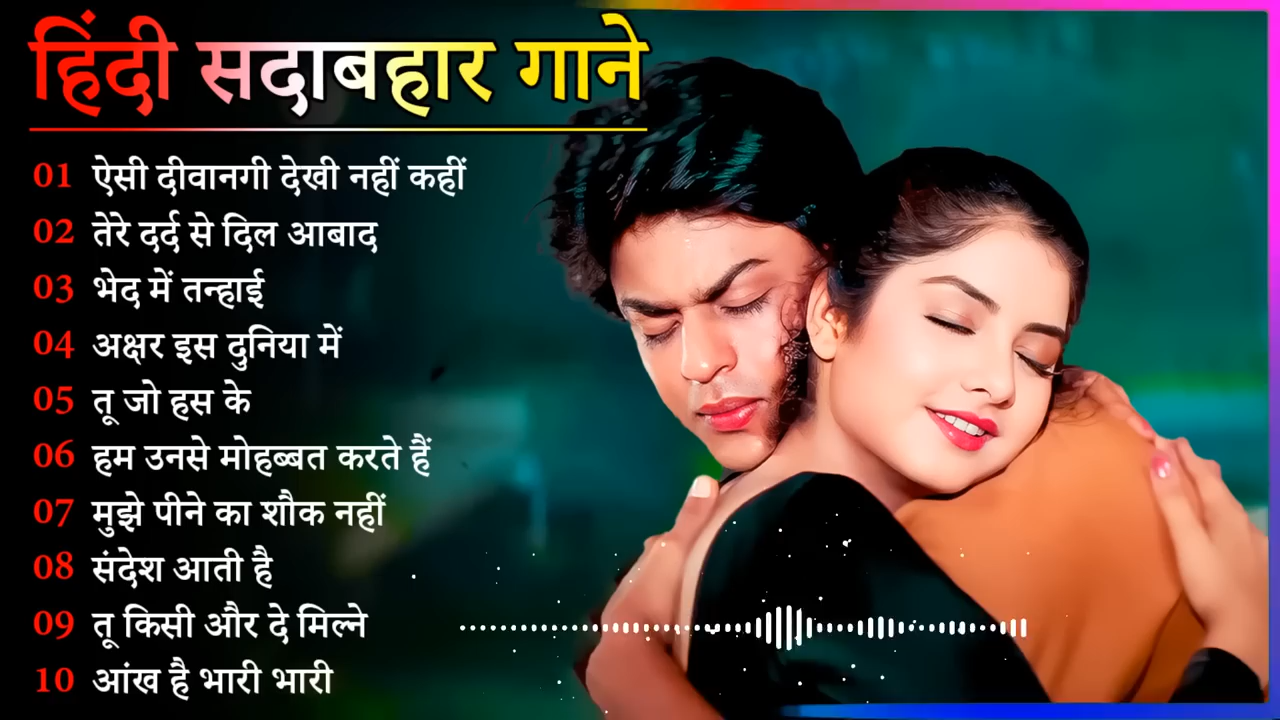 हिंदी सदाबहार गाने
01 ऐसी दीवानगी देखी नहीं कहीं
02 तेरे दर्द से दिल आबाद
03 भेद में तन्हाई
04 अक्षर इस दुनिया में
05 तू जो हस के
06 हम उनसे मोहब्बत करते हैं
07 मुझे पीने का शौक नहीं
08 संदेश आती है
09 तू किसी और दे मिल्ने
10 आंख है भारी भारी